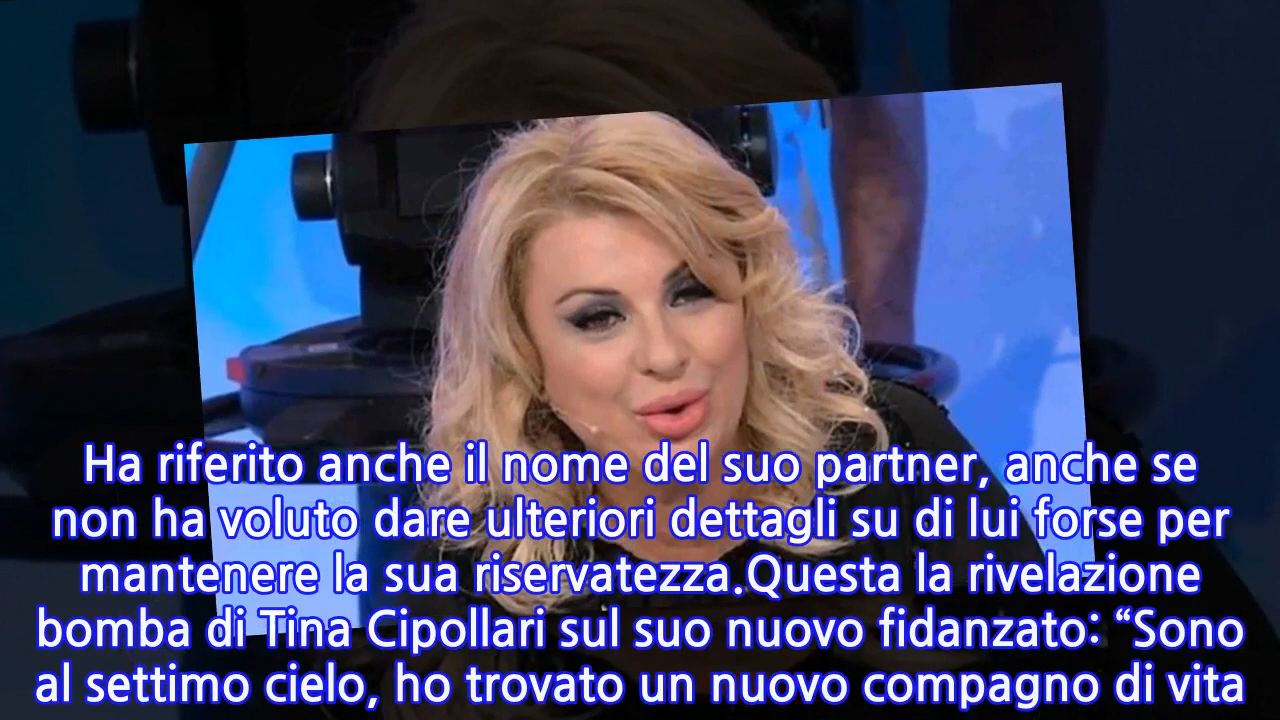 Ha riferito anche il nome del suo partner, anche se
non ha voluto dare ulteriori dettagli su di lui forse per
mantenere la sua riservatezza.Questa la rivelazione
bomba di Tina Cipollari sul suo nuovo fidanzato: “Sono
al settimo cielo, ho trovato un nuovo compagno di vita